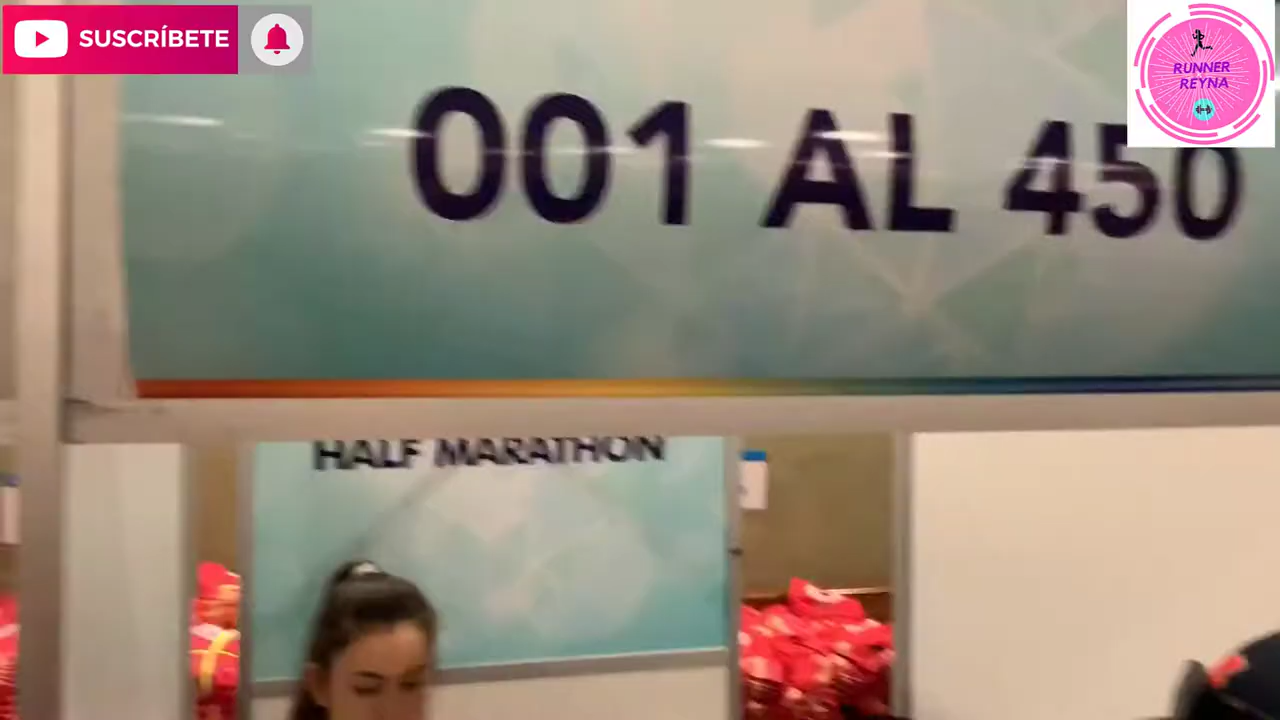 SUSCRÍBETE
RUNNER
REYNA
001 AL 450
HALF MARATHON